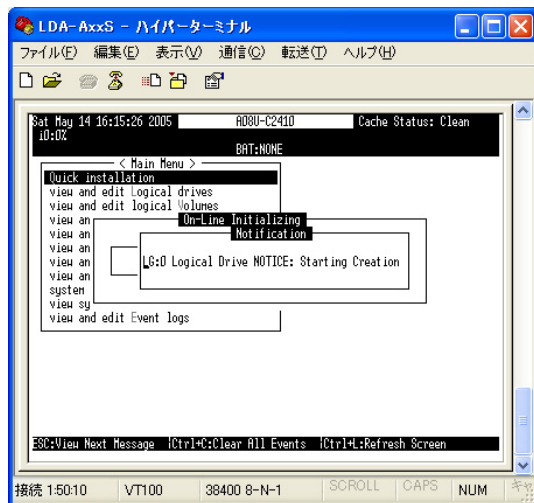 LDA-AxxS - ハイパーターミナル
ファイル(F) 編集(E) 表示(V) 通信(C) 転送(T) ヘルプ(H)
Sat May 14 16:15:26 2005 A08U-C2410 Cache Status: Clean
i0:0%
BAT:NONE
< Main Menu >
Quick installation
view and edit Logical drives
view and edit logical Volumes
view an
On-Line Initializing
view an
Notification
view an
LG:0 Logical Drive NOTICE: Starting Creation
view an
view an
system
view sy
view and edit Event logs
ESC:View Next Message |Ctrl+C:Clear All Events |Ctrl+L:Refresh Screen
接続 1:50:10 VT100 38400 8-N-1 SCROLL CAPS NUM キャ